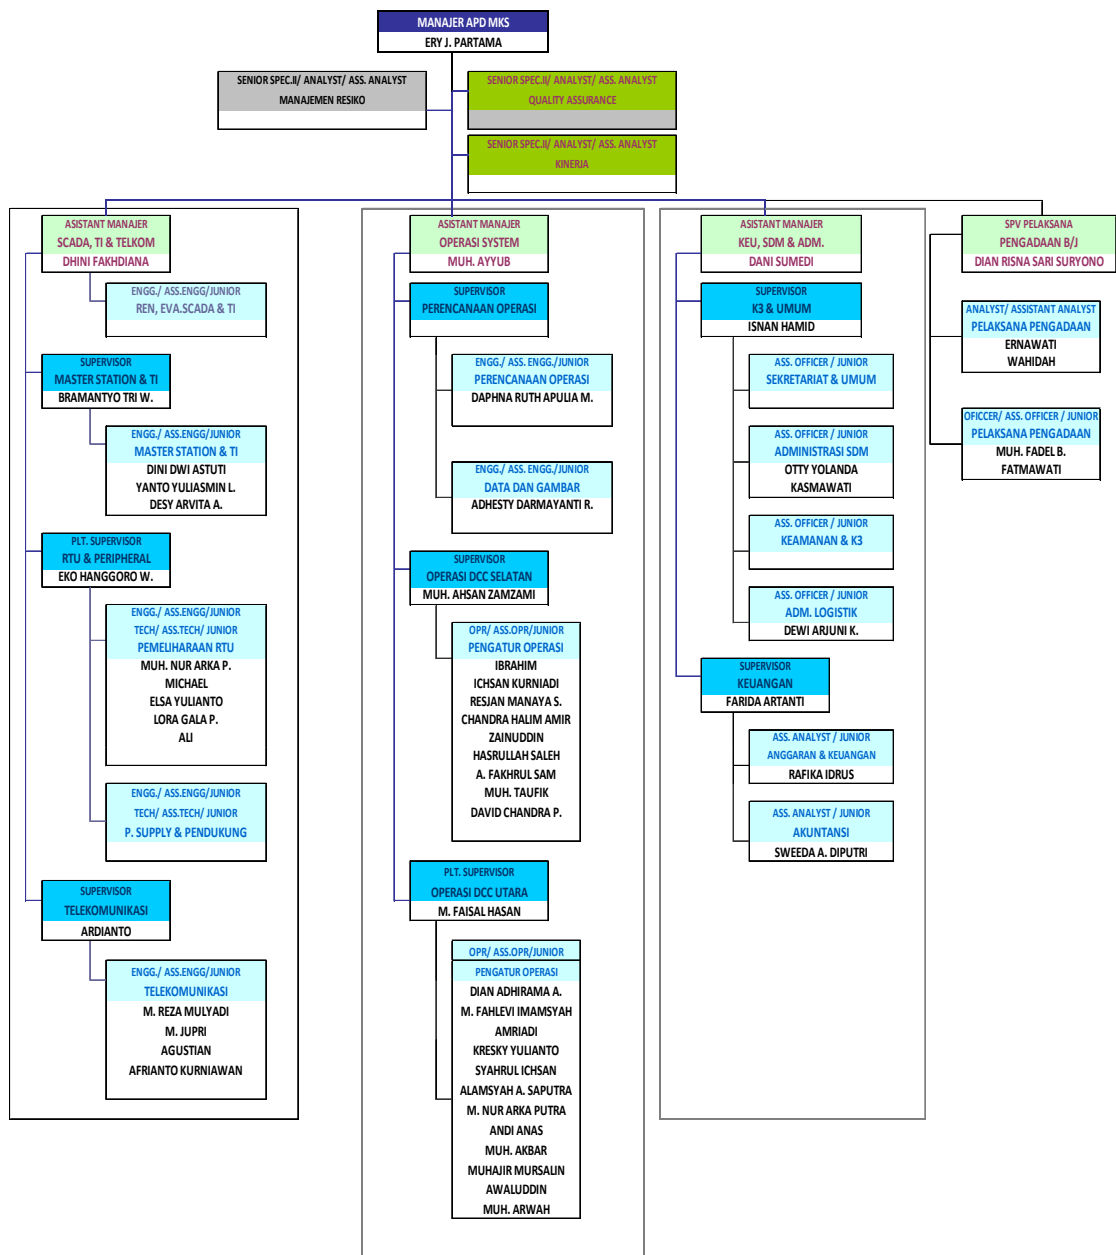 MANAJER APD MKS
ERY J. PARTAMA
SENIOR SPEC.II/ ANALYST/ ASS. ANALYST
MANAJEMEN RESIKO
SENIOR SPEC.II/ ANALYST/ ASS. ANALYST
QUALITY ASSURANCE
SENIOR SPEC.II/ ANALYST/ ASS. ANALYST
KINERJA
ASISTANT MANAJER
SCADA, TI & TELKOM
DHINI FAKHDIANA
ENGG./ ASS.ENGG/JUNIOR
REN, EVA.SCADA & TI
SUPERVISOR
MASTER STATION & TI
BRAMANTYO TRI W.
ENGG./ ASS.ENGG/JUNIOR
MASTER STATION & TI
DINI DWI ASTUTI
YANTO YULIASMIN L.
DESY ARVITA A.
PLT. SUPERVISOR
RTU & PERIPHERAL
EKO HANGGORO W.
ENGG./ ASS.ENGG/JUNIOR
TECH/ ASS.TECH/ JUNIOR
PEMELIHARAAN RTU
MUH. NUR ARKA P.
MICHAEL
ELSA YULIANTO
LORA GALA P.
ALI
ENGG./ ASS.ENGG/JUNIOR
TECH/ ASS.TECH/ JUNIOR
P. SUPPLY & PENDUKUNG
SUPERVISOR
TELEKOMUNIKASI
ARDIANTO
ENGG./ ASS.ENGG/JUNIOR
TELEKOMUNIKASI
M. REZA MULYADI
M. JUPRI
AGUSTIAN
AFRIANTO KURNIAWAN
ASISTANT MANAJER
OPERASI SYSTEM
MUH. AYYUB
SUPERVISOR
PERENCANAAN OPERASI
ENGG./ ASS. ENGG./JUNIOR
PERENCANAAN OPERASI
DAPHNA RUTH APULIA M.
ENGG./ ASS. ENGG./JUNIOR
DATA DAN GAMBAR
ADHESTY DARMAYANTI R.
SUPERVISOR
OPERASI DCC SELATAN
MUH. AHSAN ZAMZAMI
OPR/ ASS.OPR/JUNIOR
PENGATUR OPERASI
IBRAHIM
ICHSAN KURNIADI
RESJAN MANAYA S.
CHANDRA HALIM AMIR
ZAINUDDIN
HASRULLAH SALEH
A. FAKHRUL SAM
MUH. TAUFIK
DAVID CHANDRA P.
PLT. SUPERVISOR
OPERASI DCC UTARA
M. FAISAL HASAN
OPR/ ASS.OPR/JUNIOR
PENGATUR OPERASI
DIAN ADHIRAMA A.
M. FAHLEVI IMAMSYAH
AMRIADI
KRESKY YULIANTO
SYAHRUL ICHSAN
ALAMSYAH A. SAPUTRA
M. NUR ARKA PUTRA
ANDI ANAS
MUH. AKBAR
MUHAJIR MURSALIN
AWALUDDIN
MUH. ARWAH
ASISTANT MANAJER
KEU, SDM & ADM.
DANI SUMEDI
SUPERVISOR
K3 & UMUM
ISNAN HAMID
ASS. OFFICER / JUNIOR
SEKRETARIAT & UMUM
ASS. OFFICER / JUNIOR
ADMINISTRASI SDM
OTTY YOLANDA
KASMAWATI
ASS. OFFICER / JUNIOR
KEAMANAN & K3
ASS. OFFICER / JUNIOR
ADM. LOGISTIK
DEWI ARJUNI K.
SUPERVISOR
KEUANGAN
FARIDA ARTANTI
ASS. ANALYST / JUNIOR
ANGGARAN & KEUANGAN
RAFIKA IDRUS
ASS. ANALYST / JUNIOR
AKUNTANSI
SWEEDA A. DIPUTRI
SPV PELAKSANA
PENGADAAN B/J
DIAN RISNA SARI SURYONO
ANALYST/ ASSISTANT ANALYST
PELAKSANA PENGADAAN
ERNAWATI
WAHIDAH
OFICCER/ ASS. OFFICER / JUNIOR
PELAKSANA PENGADAAN
MUH. FADEL B.
FATMAWATI